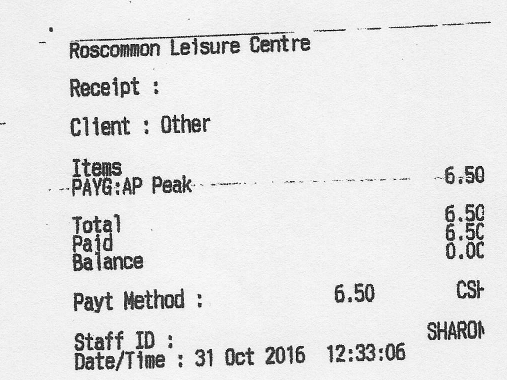 Roscommon Leisure Centre
Receipt :
Client : Other
Items
PAYG:AP Peak 6.50
Total 6.50
Paid 6.50
Balance 0.00
Payt Method : 6.50 CSH
Staff ID : SHARON
Date/Time : 31 Oct 2016 12:33:06